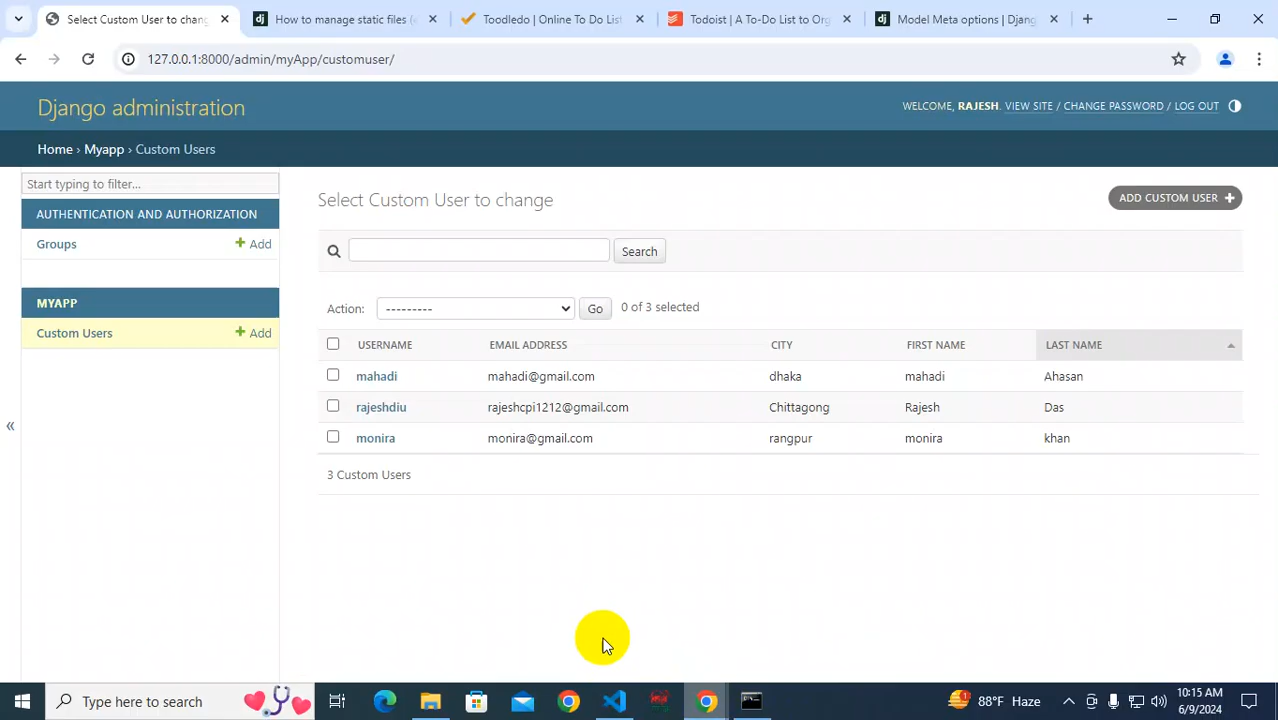 Select Custom User to chang
How to manage static files (
Toodledo | Online To Do List
Todoist | A To-Do List to Org
Model Meta options | Djang
127.0.0.1:8000/admin/myApp/customuser/
Django administration
WELCOME, RAJESH. VIEW SITE / CHANGE PASSWORD / LOG OUT
Home › Myapp › Custom Users
Start typing to filter...
AUTHENTICATION AND AUTHORIZATION
Groups + Add
MYAPP
Custom Users + Add
«
Select Custom User to change
ADD CUSTOM USER +
Search
Action: --------- Go 0 of 3 selected
USERNAME EMAIL ADDRESS CITY FIRST NAME LAST NAME
mahadi mahadi@gmail.com dhaka mahadi Ahasan
rajeshdiu rajeshcpi1212@gmail.com Chittagong Rajesh Das
monira monira@gmail.com rangpur monira khan
3 Custom Users
Type here to search
88°F Haze
10:15 AM
6/9/2024